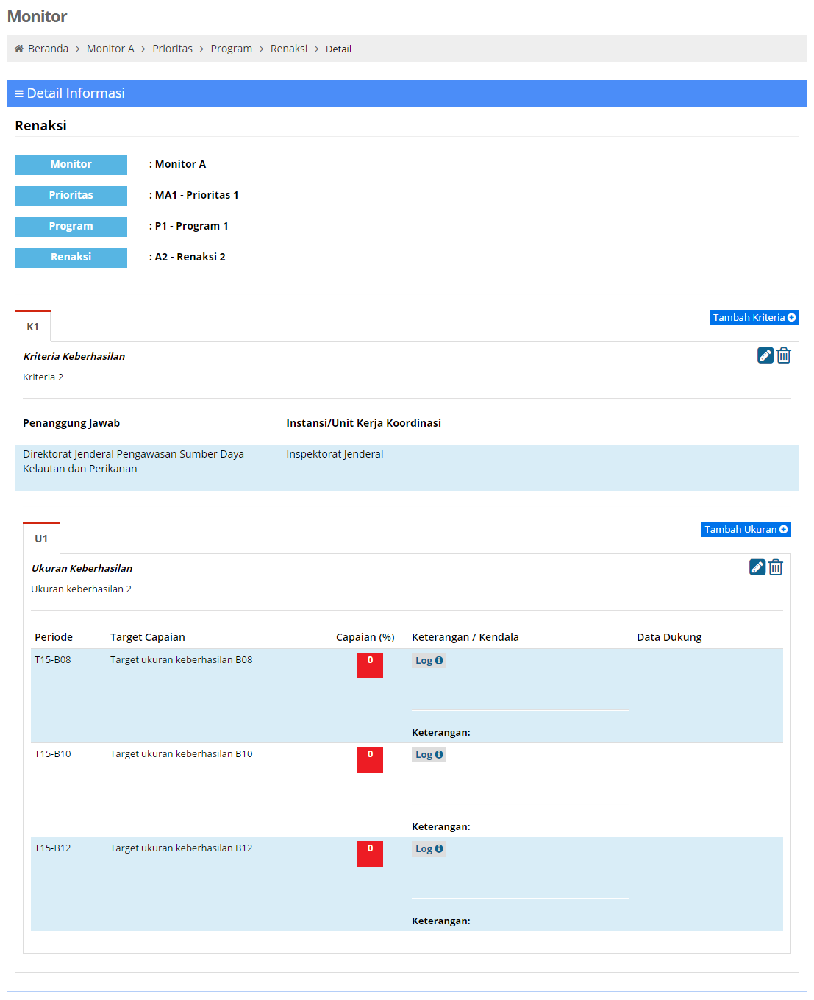 Monitor
Beranda > Monitor A > Prioritas > Program > Renaksi > Detail
Detail Informasi
Renaksi
Monitor : Monitor A
Prioritas : MA1 - Prioritas 1
Program : P1 - Program 1
Renaksi : A2 - Renaksi 2
K1 Tambah Kriteria
Kriteria Keberhasilan
Kriteria 2
Penanggung Jawab Instansi/Unit Kerja Koordinasi
Direktorat Jenderal Pengawasan Sumber Daya Inspektorat Jenderal
Kelautan dan Perikanan
U1 Tambah Ukuran
Ukuran Keberhasilan
Ukuran keberhasilan 2
Periode Target Capaian Capaian (%) Keterangan / Kendala Data Dukung
T15-B08 Target ukuran keberhasilan B08 0 Log
Keterangan:
T15-B10 Target ukuran keberhasilan B10 0 Log
Keterangan:
T15-B12 Target ukuran keberhasilan B12 0 Log
Keterangan: